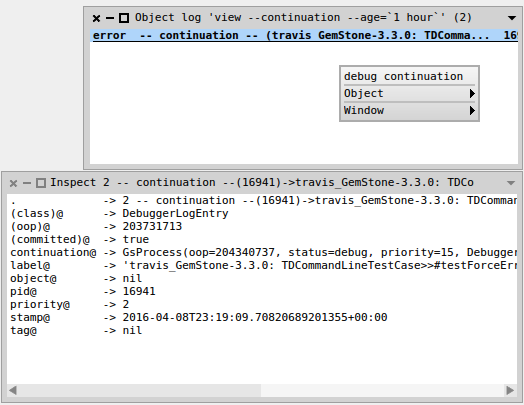 Object log 'view --continuation --age=`1 hour`' (2)
error -- continuation -- (travis GemStone-3.3.0: TDComma... 16
debug continuation
Object
Window
Inspect 2 -- continuation --(16941)->travis_GemStone-3.3.0: TDCo
. -> 2 -- continuation --(16941)->travis_GemStone-3.3.0: TDComman
(class)@ -> DebuggerLogEntry
(oop)@ -> 203731713
(committed)@ -> true
continuation@ -> GsProcess(oop=204340737, status=debug, priority=15, Debugger
label@ -> 'travis_GemStone-3.3.0: TDCommandLineTestCase>>#testForceErr
object@ -> nil
pid@ -> 16941
priority@ -> 2
stamp@ -> 2016-04-08T23:19:09.70820689201355+00:00
tag@ -> nil